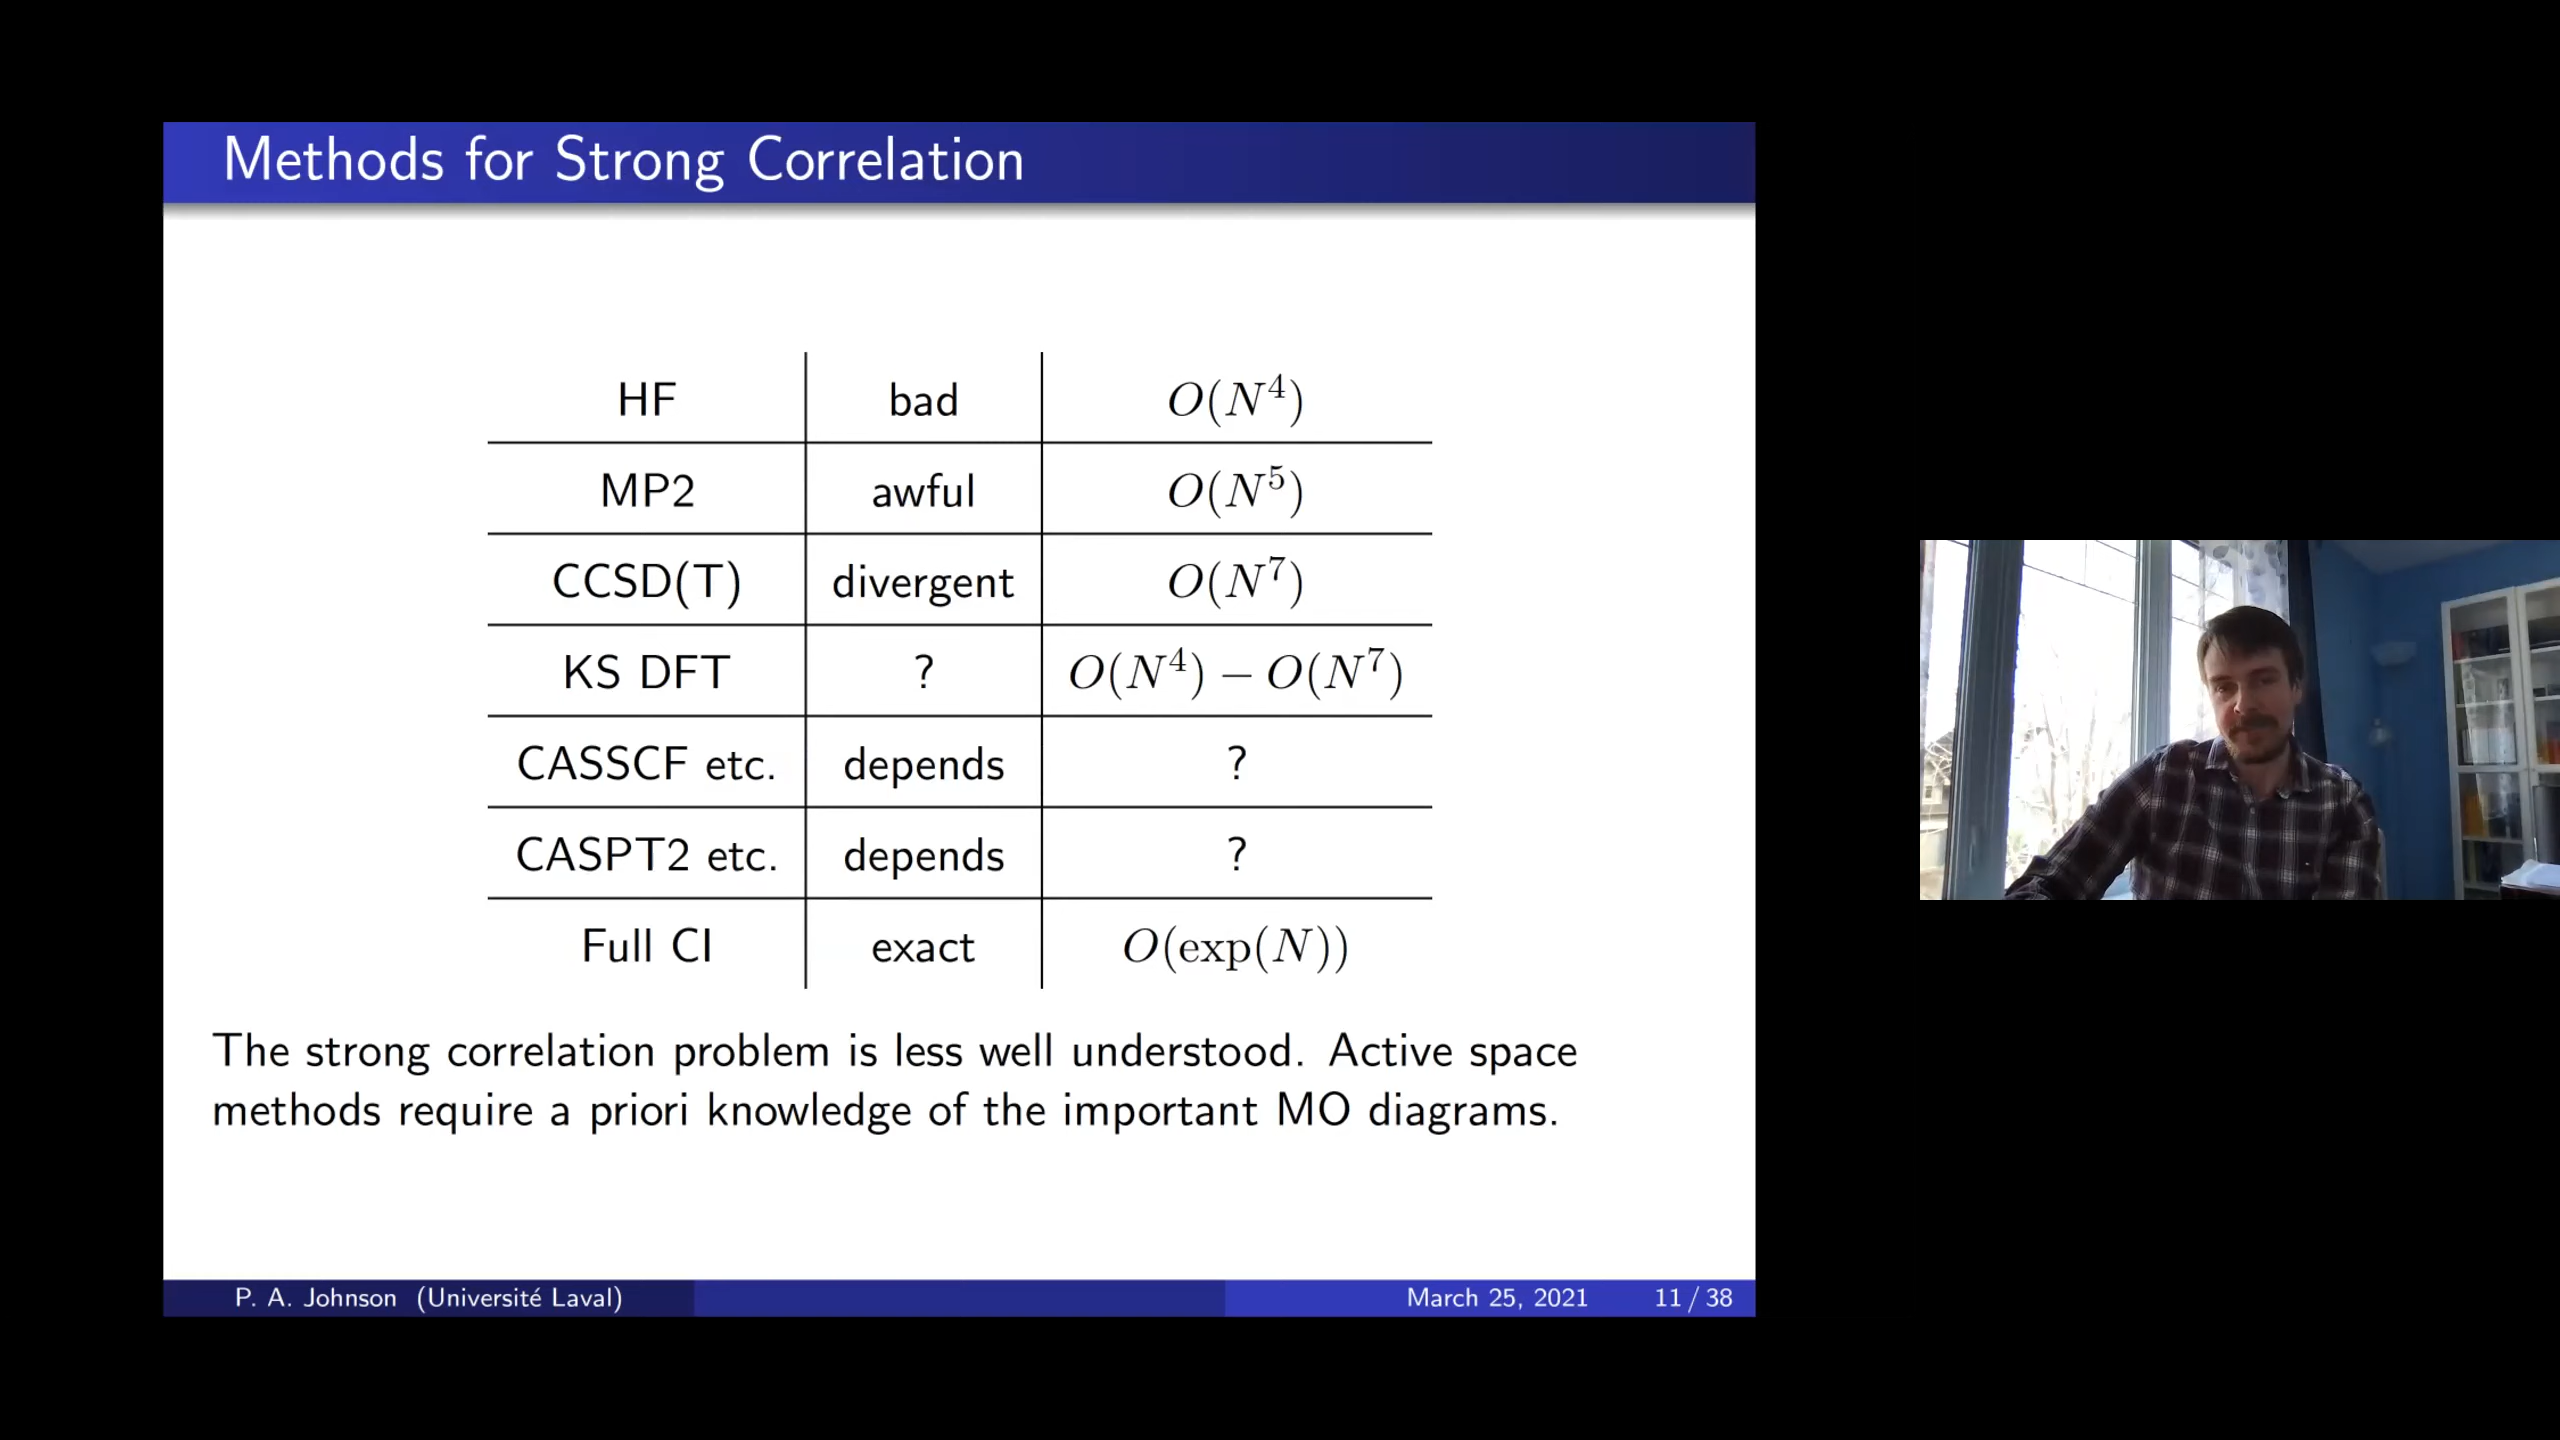 Methods for Strong Correlation
HF bad O(N⁴)
MP2 awful O(N⁵)
CCSD(T) divergent O(N⁷)
KS DFT ? O(N⁴) – O(N⁷)
CASSCF etc. depends ?
CASPT2 etc. depends ?
Full CI exact O(exp(N))
The strong correlation problem is less well understood. Active space
methods require a priori knowledge of the important MO diagrams.
P. A. Johnson (Université Laval) March 25, 2021 11 / 38